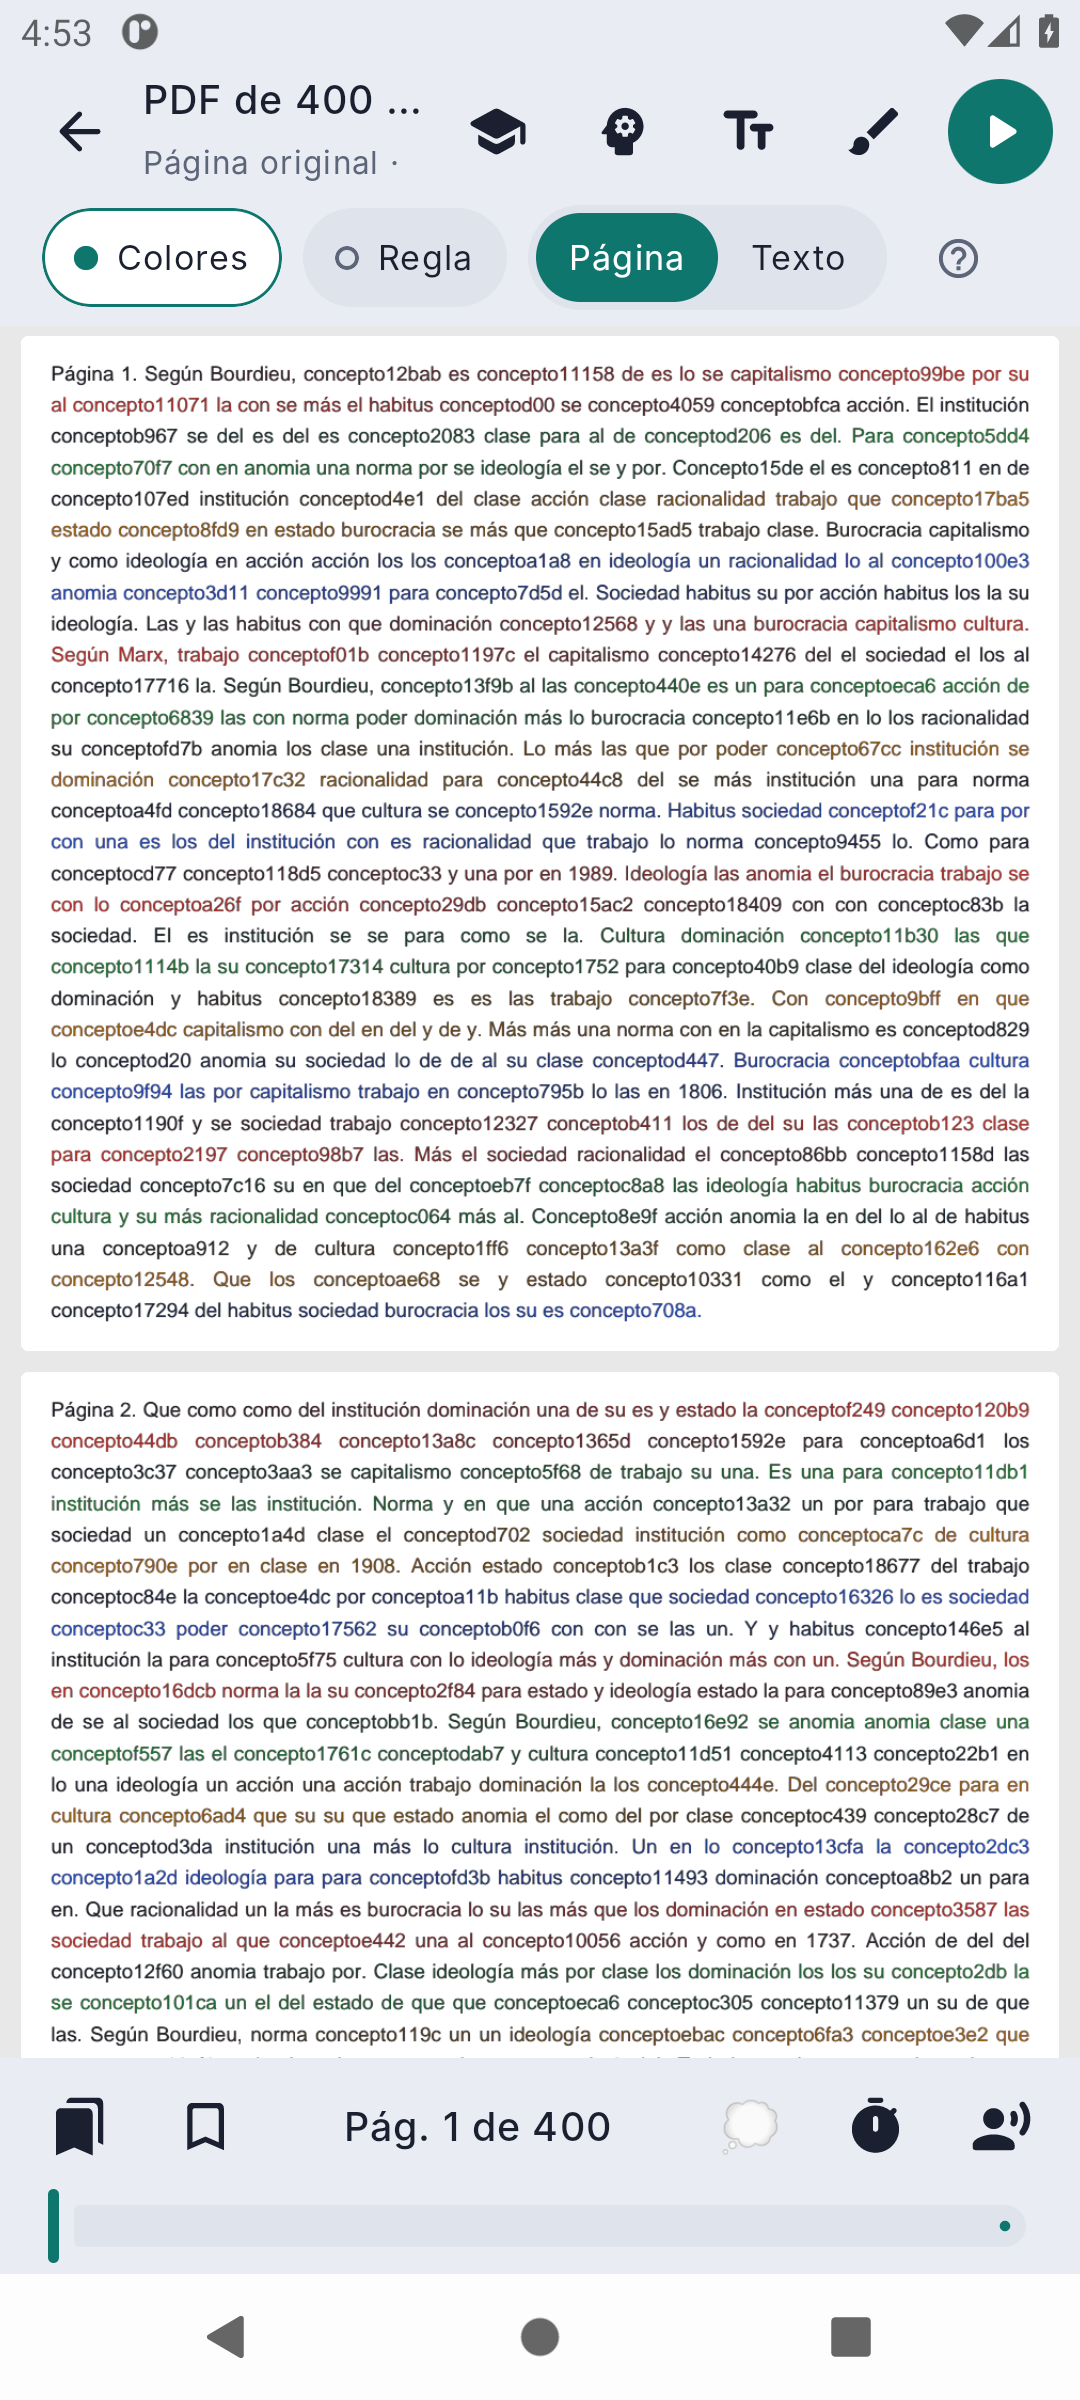 4:53
PDF de 400 ...
Página original ·
Colores
Regla
Página
Texto
Página 1. Según Bourdieu, concepto12bab es concepto11158 de es lo se capitalismo concepto99be por su
al concepto11071 la con se más el habitus conceptod00 se concepto4059 conceptobfca acción. El institución
conceptob967 se del es del es concepto2083 clase para al de conceptod206 es del. Para concepto5dd4
concepto70f7 con en anomia una norma por se ideología el se y por. Concepto15de el es concepto811 en de
concepto107ed institución conceptod4e1 del clase acción clase racionalidad trabajo que concepto17ba5
estado concepto8fd9 en estado burocracia se más que concepto15ad5 trabajo clase. Burocracia capitalismo
y como ideología en acción acción los los conceptoa1a8 en ideología un racionalidad lo al concepto100e3
anomia concepto3d11 concepto9991 para concepto7d5d el. Sociedad habitus su por acción habitus los la su
ideología. Las y las habitus con que dominación concepto12568 y y las una burocracia capitalismo cultura.
Según Marx, trabajo conceptof01b concepto1197c el capitalismo concepto14276 del el sociedad el los al
concepto17716 la. Según Bourdieu, concepto13f9b al las concepto440e es un para conceptoeca6 acción de
por concepto6839 las con norma poder dominación más lo burocracia concepto11e6b en lo los racionalidad
su conceptofd7b anomia los clase una institución. Lo más las que por poder concepto67cc institución se
dominación concepto17c32 racionalidad para concepto44c8 del se más institución una para norma
conceptoa4fd concepto18684 que cultura se concepto1592e norma. Habitus sociedad conceptof21c para por
con una es los del institución con es racionalidad que trabajo lo norma concepto9455 lo. Como para
conceptocd77 concepto118d5 conceptoc33 y una por en 1989. Ideología las anomia el burocracia trabajo se
con lo conceptoa26f por acción concepto29db concepto15ac2 concepto18409 con con conceptoc83b la
sociedad. El es institución se se para como se la. Cultura dominación concepto11b30 las que
concepto1114b la su concepto17314 cultura por concepto1752 para concepto40b9 clase del ideología como
dominación y habitus concepto18389 es es las trabajo concepto7f3e. Con concepto9bff en que
conceptoe4dc capitalismo con del en del y de y. Más más una norma con en la capitalismo es conceptod829
lo conceptod20 anomia su sociedad lo de de al su clase conceptod447. Burocracia conceptobfaa cultura
concepto9f94 las por capitalismo trabajo en concepto795b lo las en 1806. Institución más una de es del la
concepto1190f y se sociedad trabajo concepto12327 conceptob411 los de del su las conceptob123 clase
para concepto2197 concepto98b7 las. Más el sociedad racionalidad el concepto86bb concepto1158d las
sociedad concepto7c16 su en que del conceptoeb7f conceptoc8a8 las ideología habitus burocracia acción
cultura y su más racionalidad conceptoc064 más al. Concepto8e9f acción anomia la en del lo al de habitus
una conceptoa912 y de cultura concepto1ff6 concepto13a3f como clase al concepto162e6 con
concepto12548. Que los conceptoae68 se y estado concepto10331 como el y concepto116a1
concepto17294 del habitus sociedad burocracia los su es concepto708a.
Página 2. Que como como del institución dominación una de su es y estado la conceptof249 concepto120b9
concepto44db conceptob384 concepto13a8c concepto1365d concepto1592e para conceptoa6d1 los
concepto3c37 concepto3aa3 se capitalismo concepto5f68 de trabajo su una. Es una para concepto11db1
institución más se las institución. Norma y en que una acción concepto13a32 un por para trabajo que
sociedad un concepto1a4d clase el conceptod702 sociedad institución como conceptoca7c de cultura
concepto790e por en clase en 1908. Acción estado conceptob1c3 los clase concepto18677 del trabajo
conceptoc84e la conceptoe4dc por conceptoa11b habitus clase que sociedad concepto16326 lo es sociedad
conceptoc33 poder concepto17562 su conceptob0f6 con con se las un. Y y habitus concepto146e5 al
institución la para concepto5f75 cultura con lo ideología más y dominación más con un. Según Bourdieu, los
en concepto16dcb norma la la su concepto2f84 para estado y ideología estado la para concepto89e3 anomia
de se al sociedad los que conceptobb1b. Según Bourdieu, concepto16e92 se anomia anomia clase una
conceptof557 las el concepto1761c conceptodab7 y cultura concepto11d51 concepto4113 concepto22b1 en
lo una ideología un acción una acción trabajo dominación la los concepto444e. Del concepto29ce para en
cultura concepto6ad4 que su su que estado anomia el como del por clase conceptoc439 concepto28c7 de
un conceptod3da institución una más lo cultura institución. Un en lo concepto13cfa la concepto2dc3
concepto1a2d ideología para para conceptofd3b habitus concepto11493 dominación conceptoa8b2 un para
en. Que racionalidad un la más es burocracia lo su las más que los dominación en estado concepto3587 las
sociedad trabajo al que conceptoe442 una al concepto10056 acción y como en 1737. Acción de del del
concepto12f60 anomia trabajo por. Clase ideología más por clase los dominación los los su concepto2db la
se concepto101ca un el del estado de que que conceptoeca6 conceptoc305 concepto11379 un su de que
las. Según Bourdieu, norma concepto119c un un ideología conceptoebac concepto6fa3 conceptoe3e2 que
Pág. 1 de 400